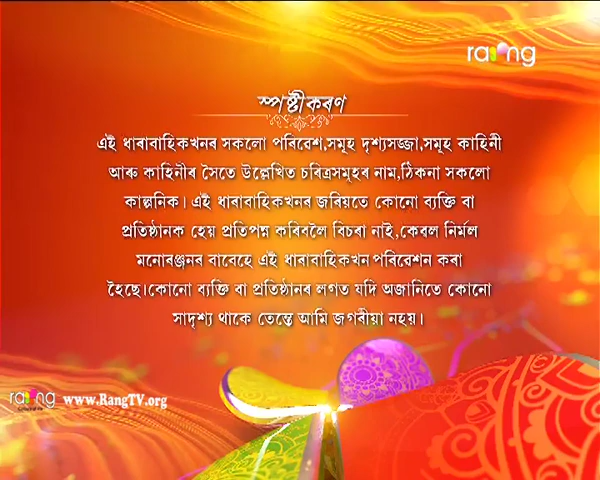 rang
স্পষ্টীকৰণ
এই ধাৰাবাহিকখনৰ সকলো পৰিৱেশ,সমূহ দৃশ্যসজ্জা,সমূহ কাহিনী
আৰু কাহিনীৰ সৈতে উল্লেখিত চৰিত্ৰসমূহৰ নাম,ঠিকনা সকলো
কাল্পনিক। এই ধাৰাবাহিকখনৰ জৰিয়তে কোনো ব্যক্তি বা
প্ৰতিষ্ঠানক হেয় প্ৰতিপন্ন কৰিবলৈ বিচৰা নাই,কেৱল নিৰ্মল
মনোৰঞ্জনৰ বাবেহে এই ধাৰাবাহিকখন পৰিৱেশন কৰা
হৈছে।কোনো ব্যক্তি বা প্ৰতিষ্ঠানৰ লগত যদি অজানিতে কোনো
সাদৃশ্য থাকে তেন্তে আমি জগৰীয়া নহয়।
rang www.RangTV.org